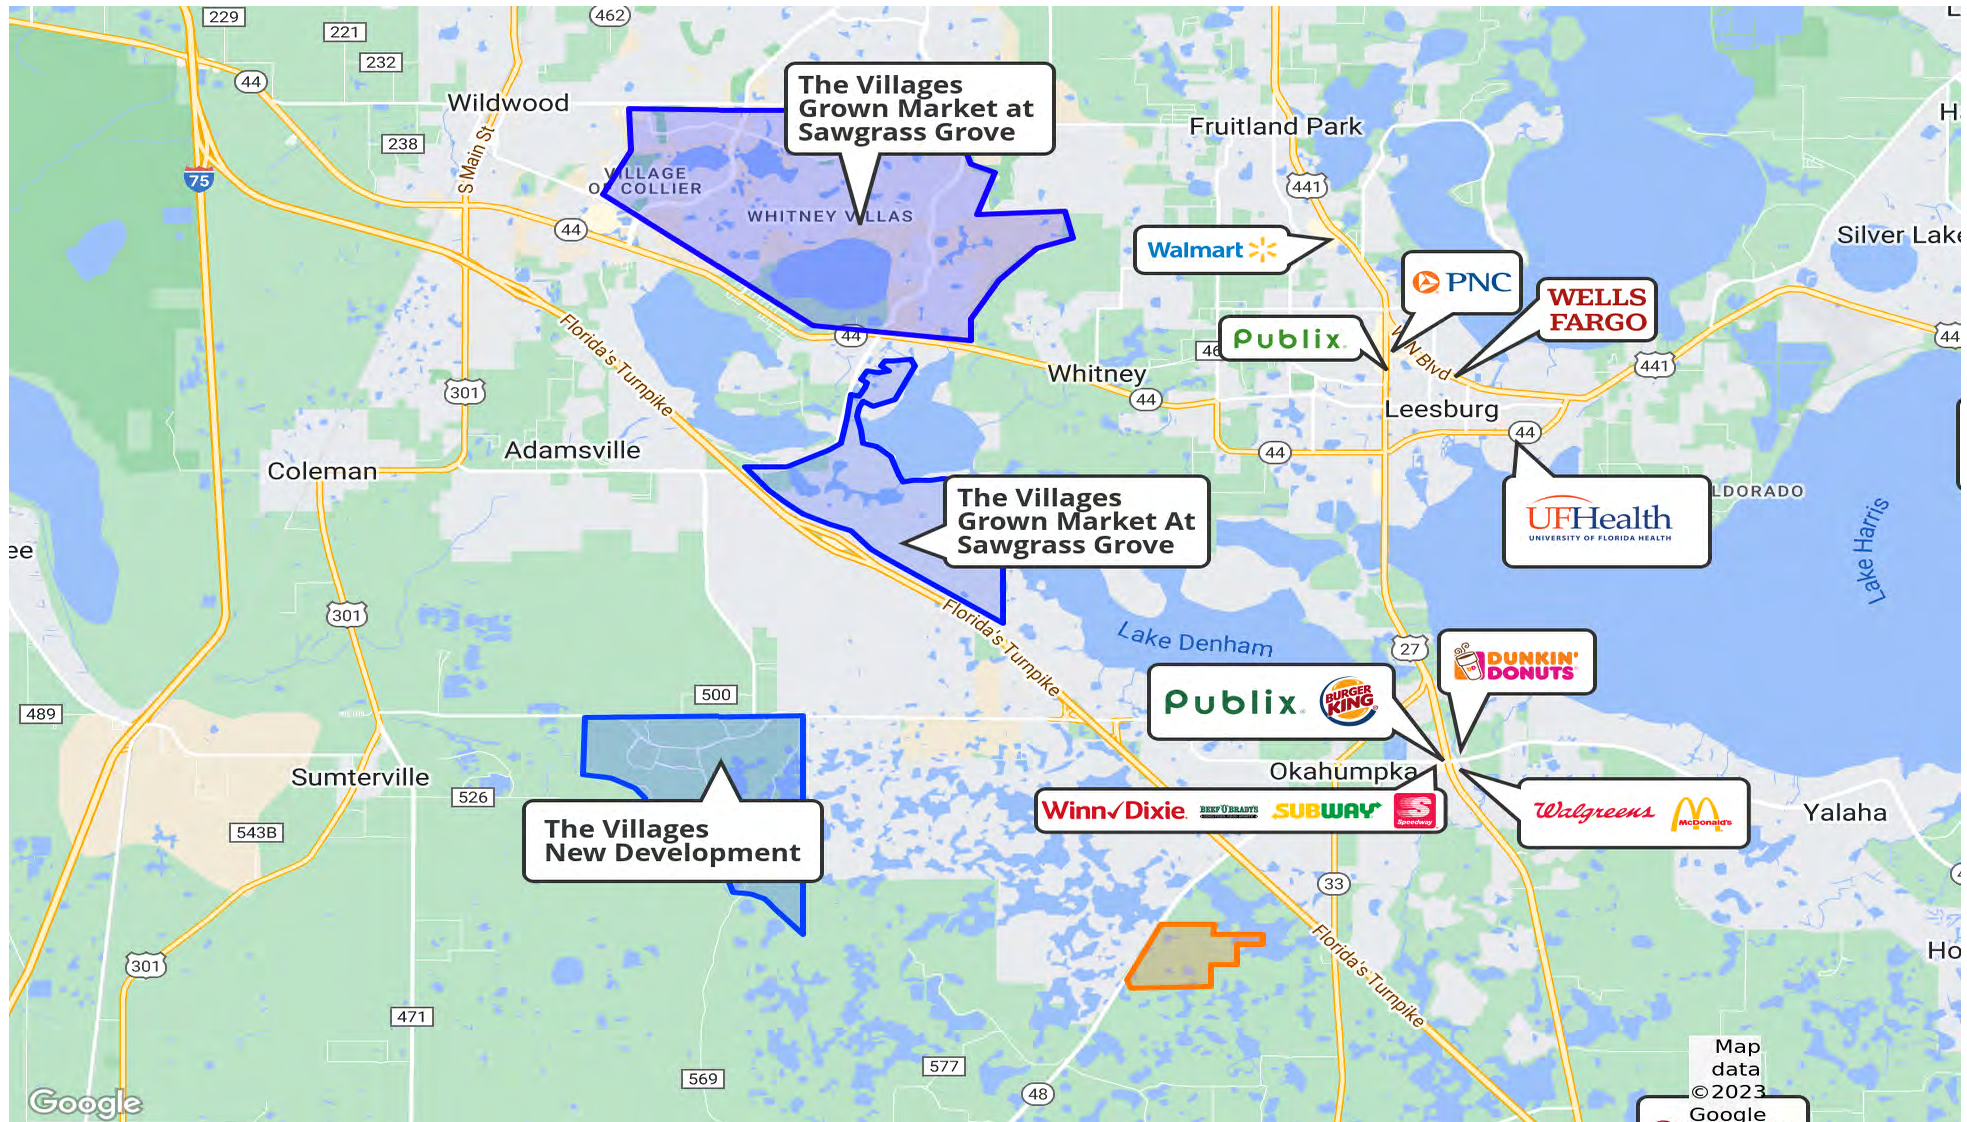 229
462
221
232
44
Wildwood
238
S Main St
75
The Villages
Grown Market at
Sawgrass Grove
VILLAGE
OF COLLIER
WHITNEY VILLAS
44
44
Fruitland Park
441
Walmart
PNC
WELLS
FARGO
Publix
W N Blvd
441
44
Silver Lake
Florida's Turnpike
301
Whitney
44
Leesburg
44
44
Adamsville
Coleman
The Villages
Grown Market At
Sawgrass Grove
LDORADO
UFHealth
UNIVERSITY OF FLORIDA HEALTH
Lake Harris
ee
301
Florida's Turnpike
Lake Denham
27
DUNKIN'
DONUTS
Publix
BURGER
KING
489
500
Sumterville
526
543B
The Villages
New Development
Okahumpka
Winn Dixie
BEEF 'O' BRADY'S
SUBWAY
Speedway
Walgreens
McDonald's
Yalaha
33
Florida's Turnpike
301
471
569
577
48
Ho
Google
Map
data
©2023
Google